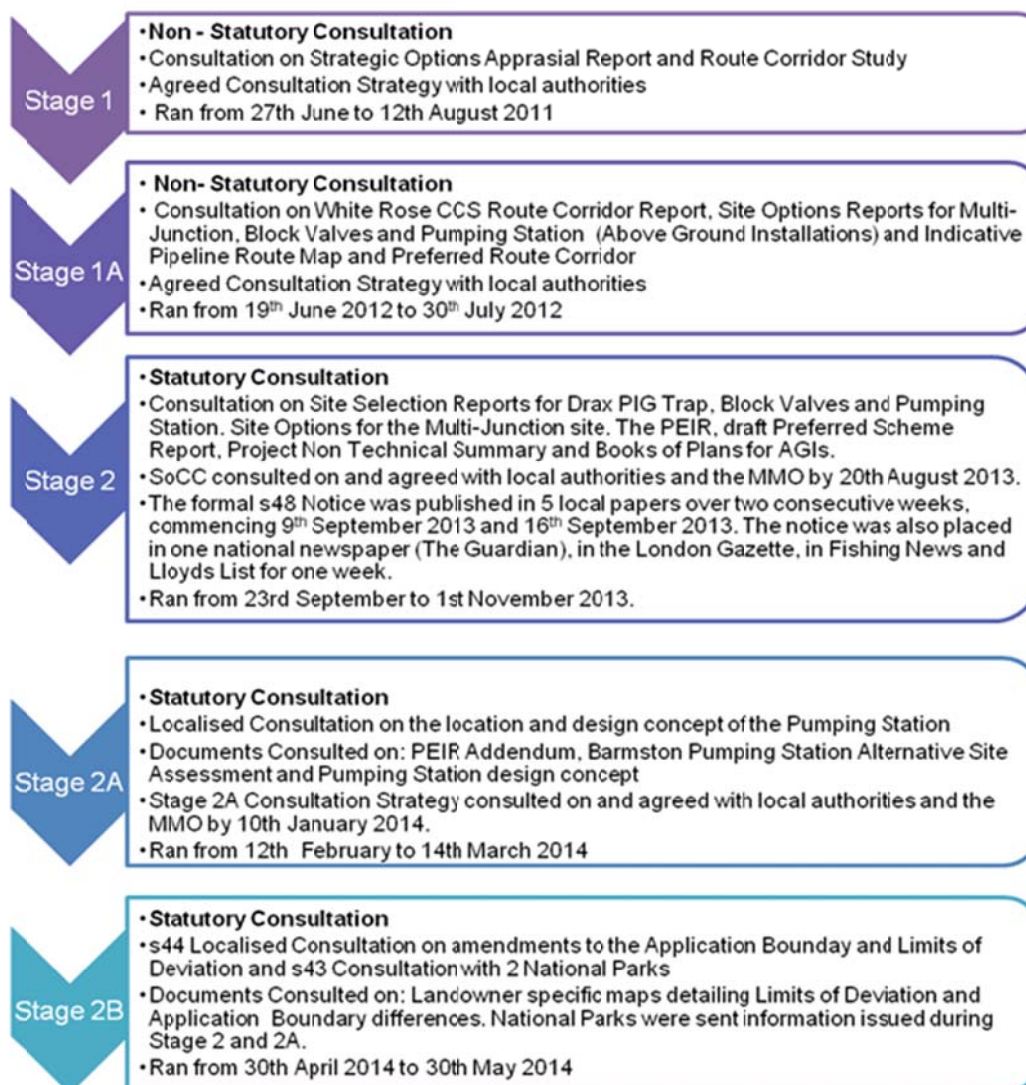 Stage 1
•Non - Statutory Consultation
•Consultation on Strategic Options Apprasial Report and Route Corridor Study
•Agreed Consultation Strategy with local authorities
• Ran from 27th June to 12th August 2011
Stage 1A
• Non- Statutory Consultation
• Consultation on White Rose CCS Route Corridor Report, Site Options Reports for Multi-
Junction, Block Valves and Pumping Station (Above Ground Installations) and Indicative
Pipeline Route Map and Preferred Route Corridor
•Agreed Consultation Strategy with local authorities
•Ran from 19th June 2012 to 30th July 2012
Stage 2
•Statutory Consultation
•Consultation on Site Selection Reports for Drax PIG Trap, Block Valves and Pumping
Station. Site Options for the Multi-Junction site. The PEIR, draft Preferred Scheme
Report, Project Non Technical Summary and Books of Plans for AGIs.
•SoCC consulted on and agreed with local authorities and the MMO by 20th August 2013.
•The formal s48 Notice was published in 5 local papers over two consecutive weeks,
commencing 9th September 2013 and 16th September 2013. The notice was also placed
in one national newspaper (The Guardian), in the London Gazette, in Fishing News and
Lloyds List for one week.
•Ran from 23rd September to 1st November 2013.
Stage 2A
•Statutory Consultation
•Localised Consultation on the location and design concept of the Pumping Station
•Documents Consulted on: PEIR Addendum, Barmston Pumping Station Alternative Site
Assessment and Pumping Station design concept
•Stage 2A Consultation Strategy consulted on and agreed with local authorities and the
MMO by 10th January 2014.
•Ran from 12th February to 14th March 2014
Stage 2B
•Statutory Consultation
•s44 Localised Consultation on amendments to the Application Bounday and Limits of
Deviation and s43 Consultation with 2 National Parks
•Documents Consulted on: Landowner specific maps detailing Limits of Deviation and
Application Boundary differences. National Parks were sent information issued during
Stage 2 and 2A.
•Ran from 30th April 2014 to 30th May 2014